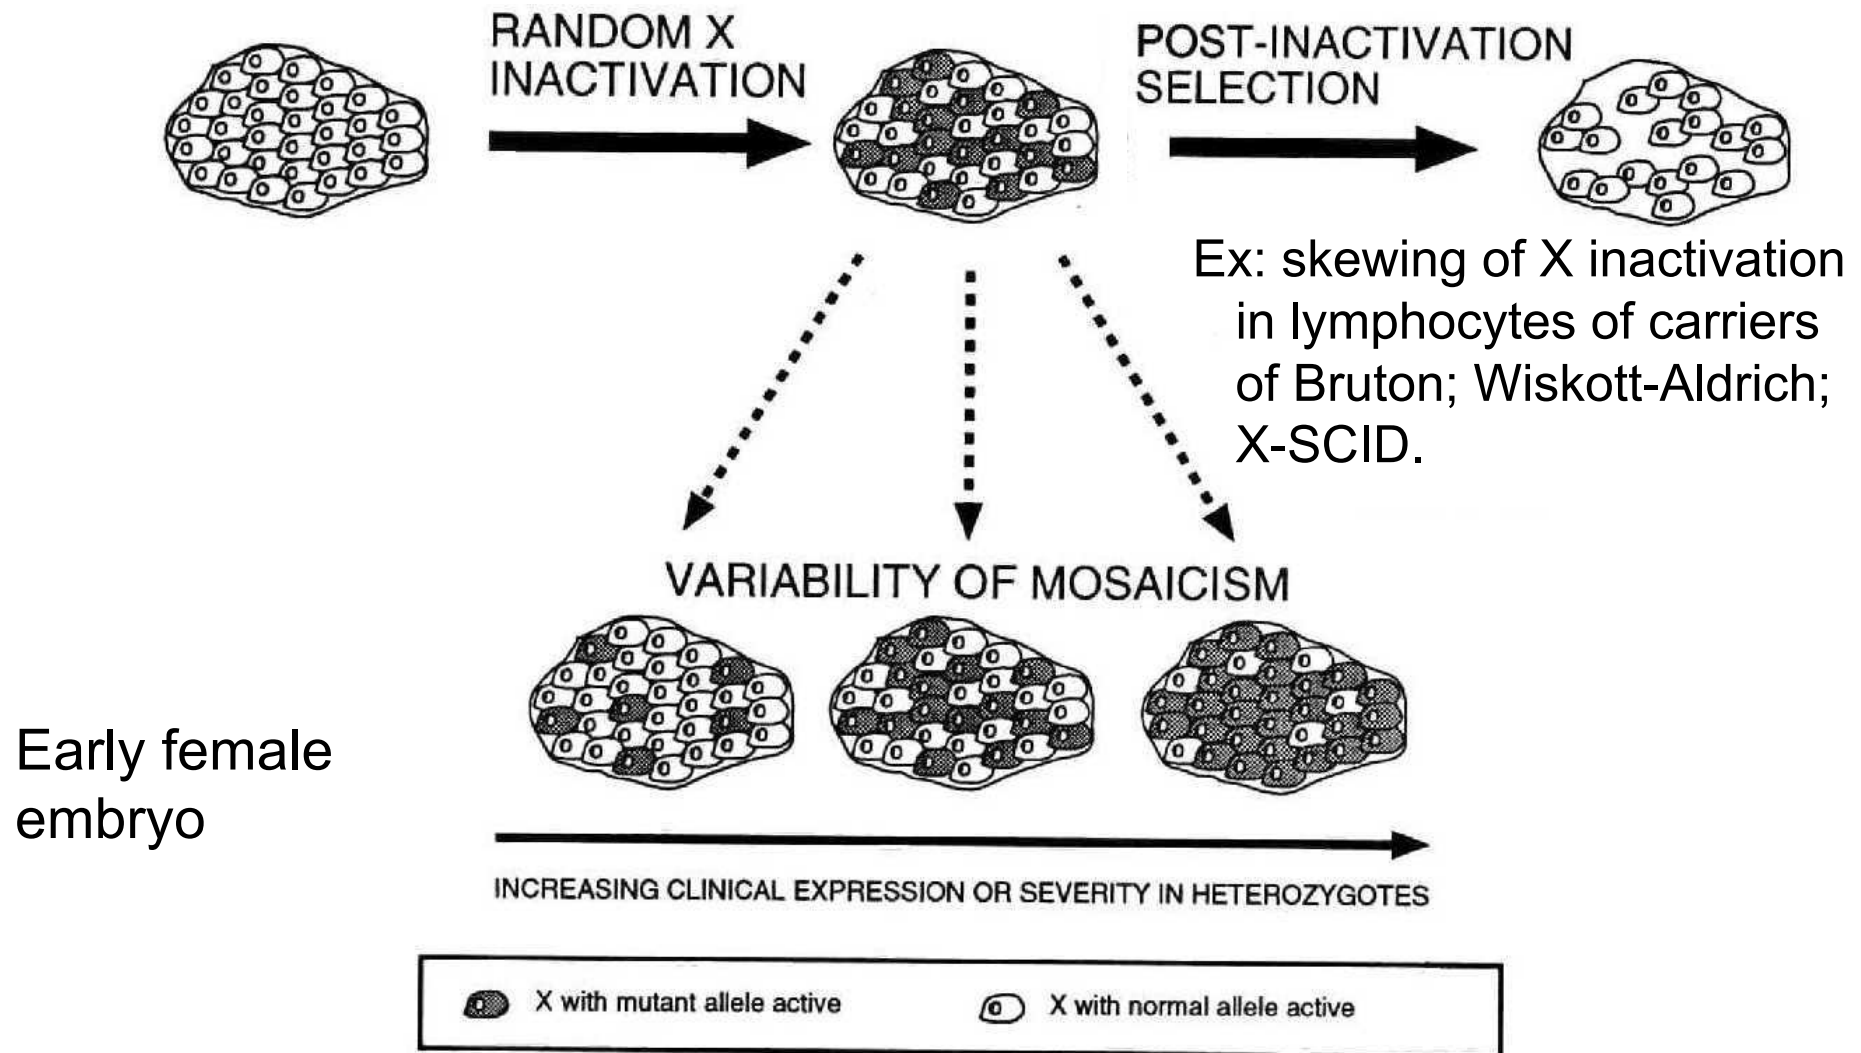 RANDOM X
INACTIVATION
POST-INACTIVATION
SELECTION
Ex: skewing of X inactivation
in lymphocytes of carriers
of Bruton; Wiskott-Aldrich;
X-SCID.
VARIABILITY OF MOSAICISM
Early female
embryo
INCREASING CLINICAL EXPRESSION OR SEVERITY IN HETEROZYGOTES
X with mutant allele active
X with normal allele active